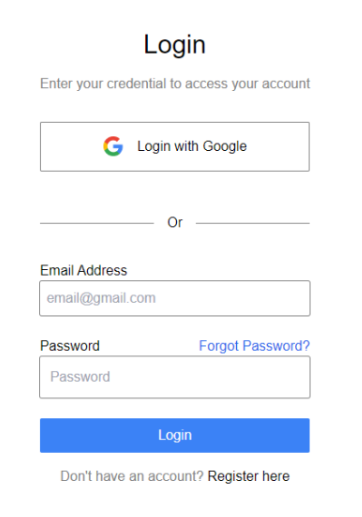 Login
Enter your credential to access your account
Login with Google
Or
Email Address
email@gmail.com
Password
Forgot Password?
Password
Login
Don't have an account? Register here